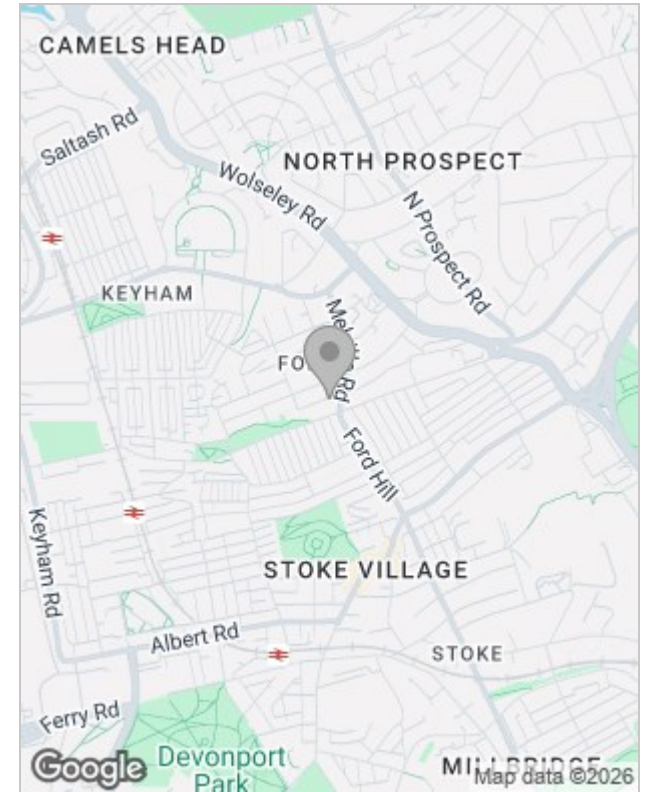 CAMELS HEAD
Saltash Rd
NORTH PROSPECT
Wolseley Rd
N Prospect Rd
KEYHAM
Rd
Ford Hill
Keyham Rd
STOKE VILLAGE
Albert Rd
STOKE
Ferry Rd
Devonport
Park
Google
Map data ©2026